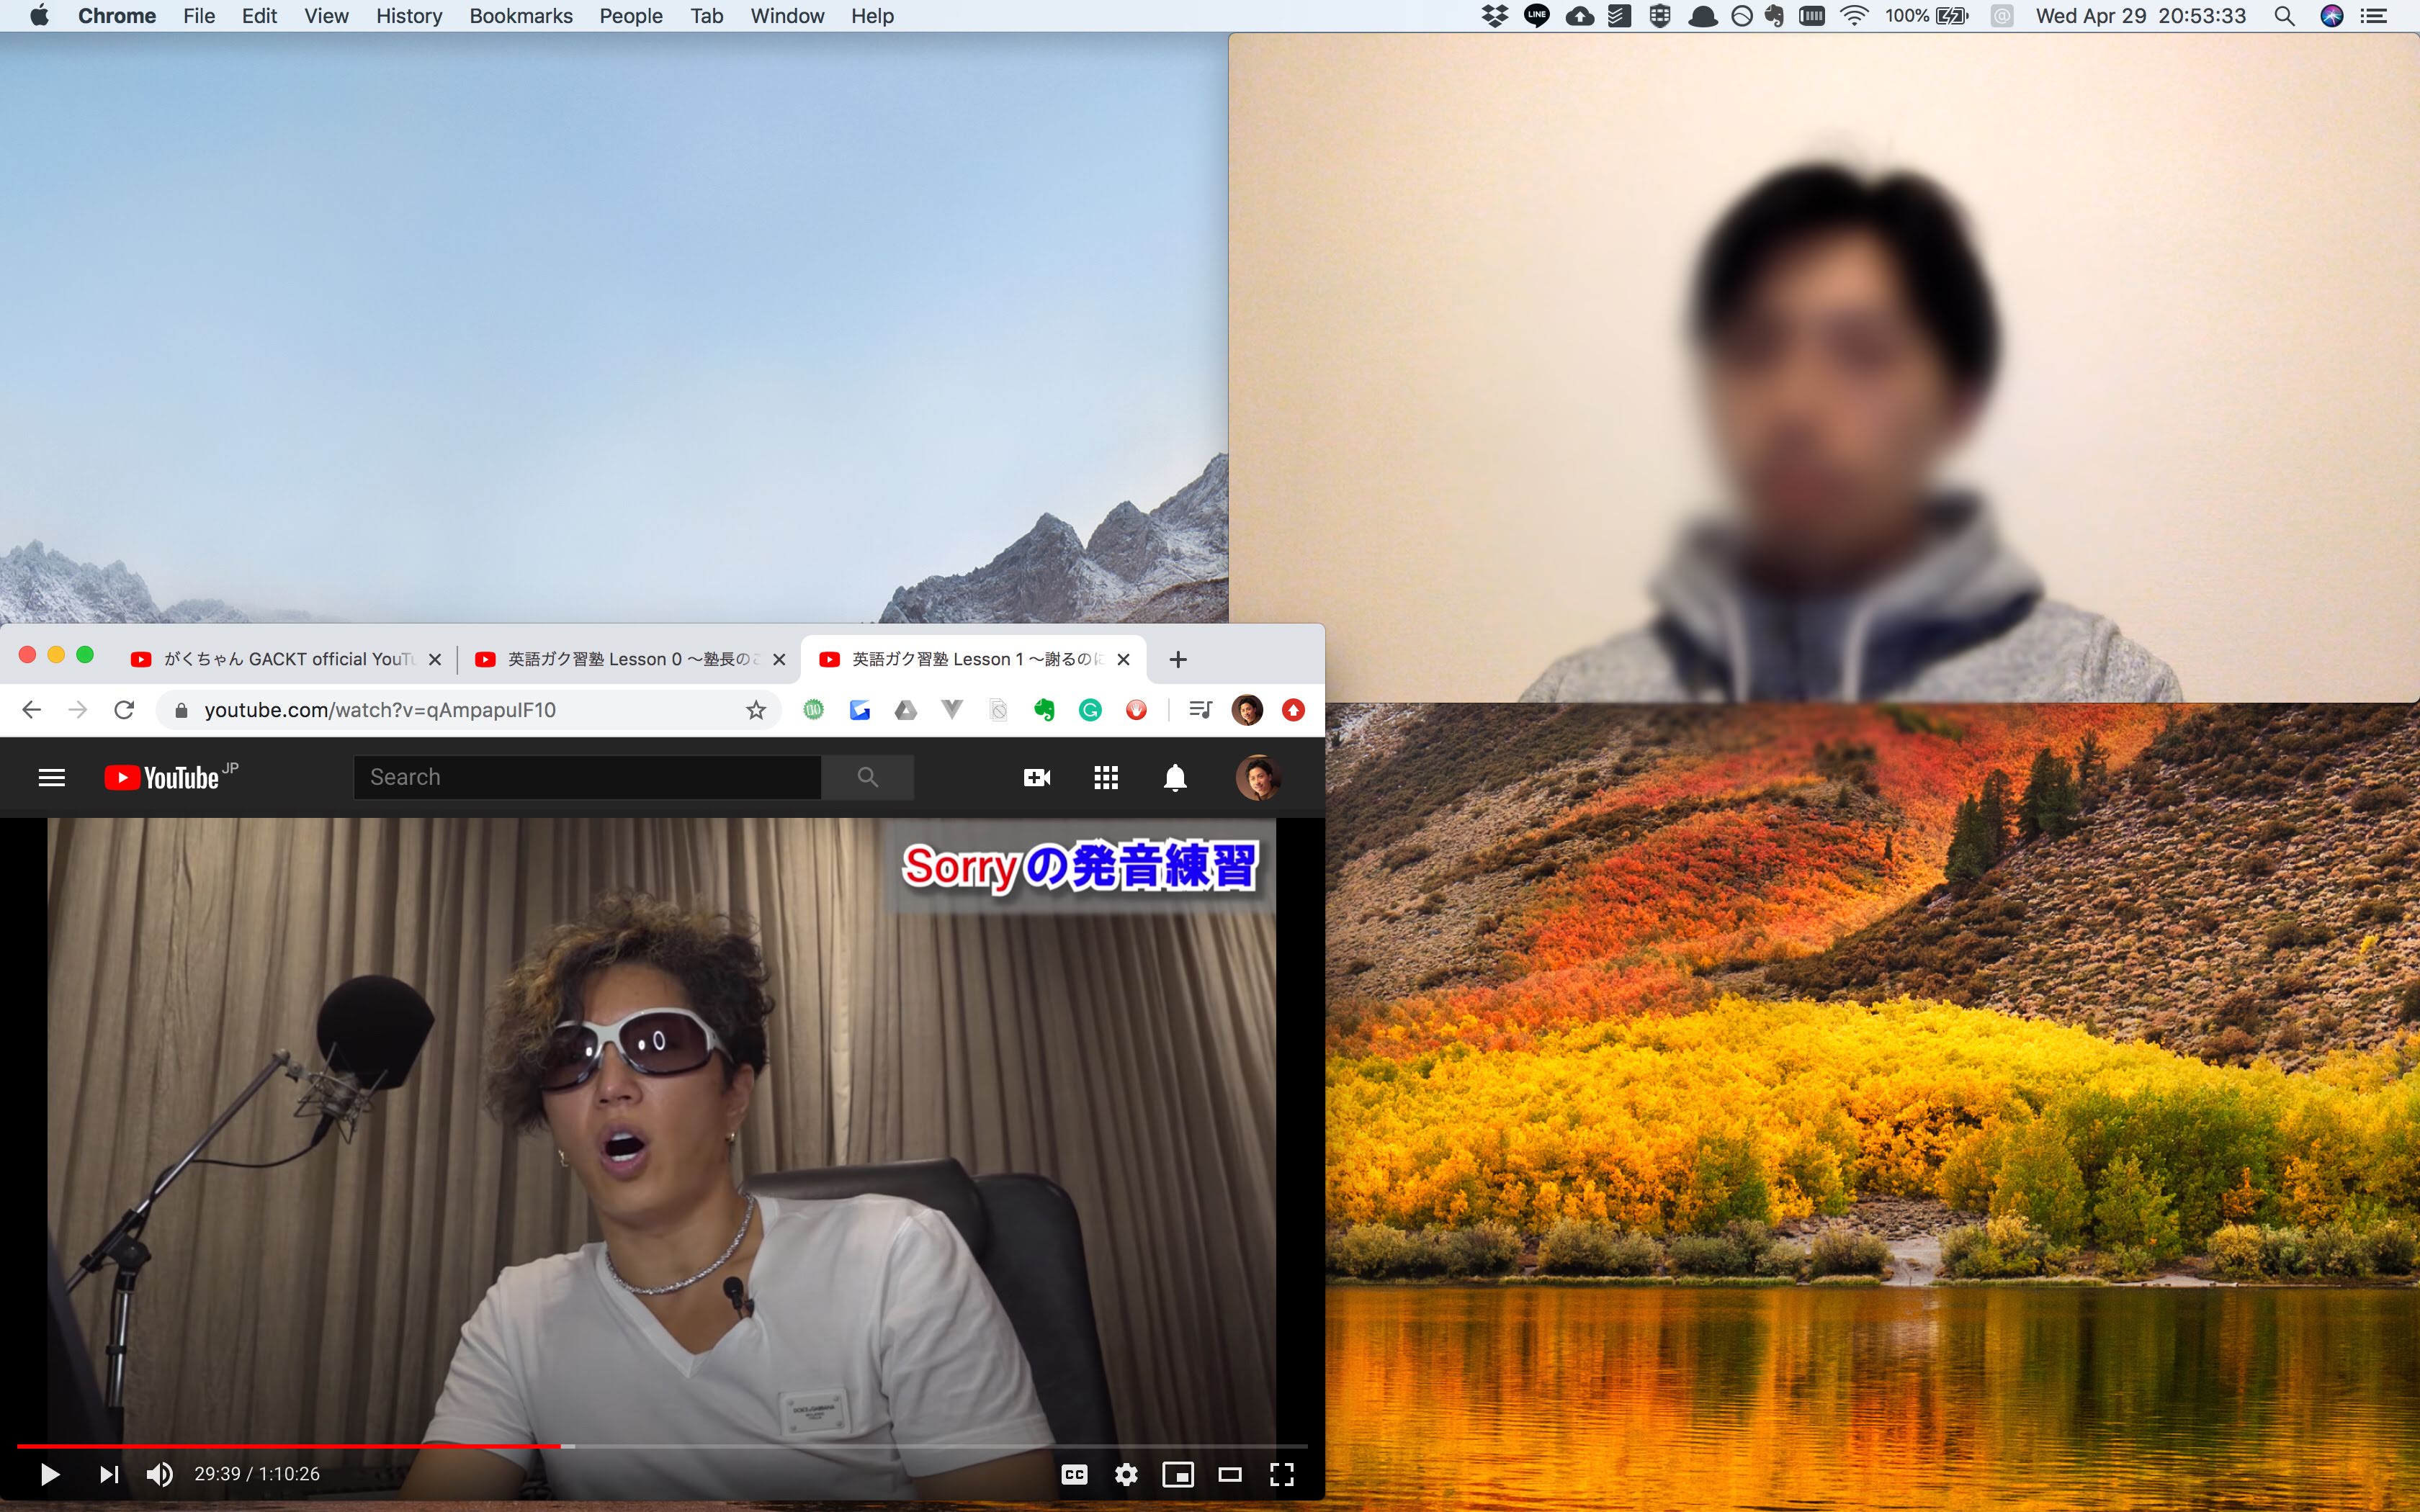 Chrome File Edit View History Bookmarks People Tab Window Help
LINE 100% @ Wed Apr 29 20:53:33
がくちゃん GACKT official YouTu
英語ガク習塾 Lesson 0 〜塾長の
英語ガク習塾 Lesson 1 〜謝るのに
youtube.com/watch?v=qAmpapuIF10
YouTube JP
Search
Sorryの発音練習
29:39 / 1:10:26
CC